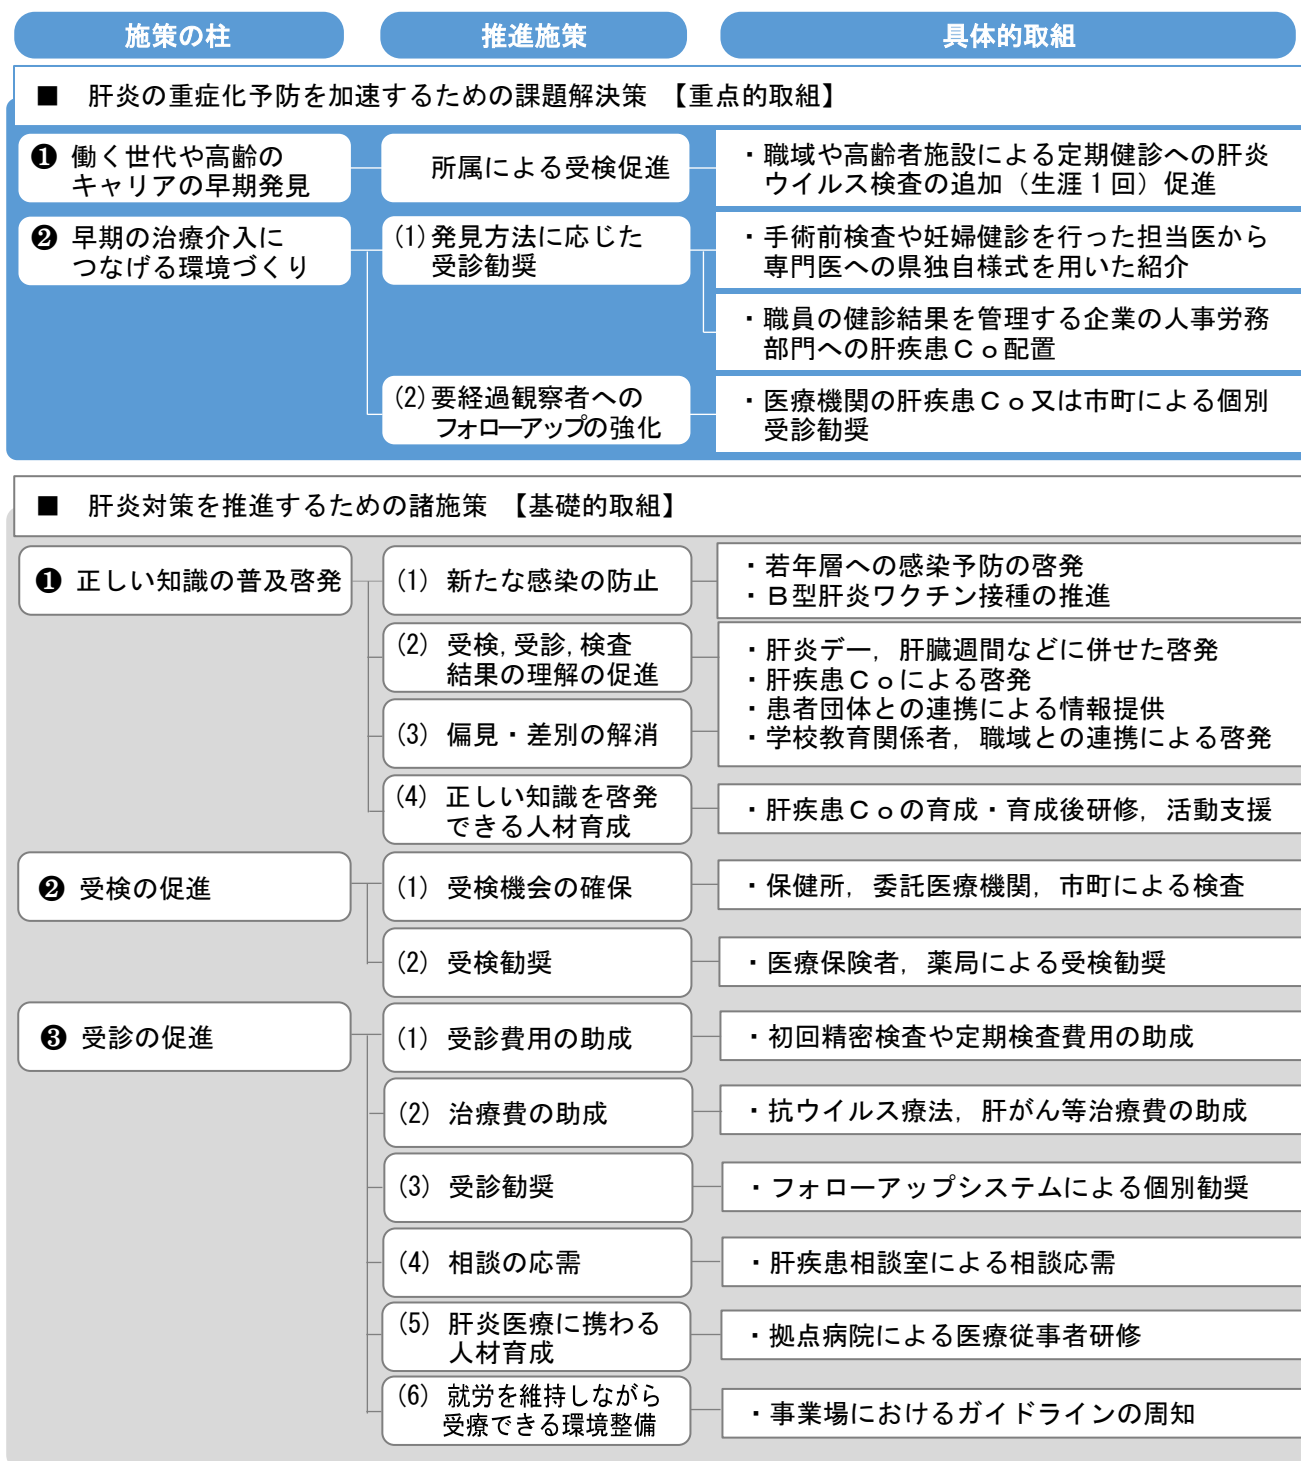 施策の柱
推進施策
具体的取組
■ 肝炎の重症化予防を加速するための課題解決策 【重点的取組】
❶ 働く世代や高齢の
キャリアの早期発見
所属による受検促進
・職域や高齢者施設による定期健診への肝炎
ウイルス検査の追加（生涯１回）促進
❷ 早期の治療介入に
つなげる環境づくり
(1)発見方法に応じた
受診勧奨
・手術前検査や妊婦健診を行った担当医から
専門医への県独自様式を用いた紹介
・職員の健診結果を管理する企業の人事労務
部門への肝疾患Ｃｏ配置
(2)要経過観察者への
フォローアップの強化
・医療機関の肝疾患Ｃｏ又は市町による個別
受診勧奨
■ 肝炎対策を推進するための諸施策 【基礎的取組】
❶ 正しい知識の普及啓発
(1) 新たな感染の防止
・若年層への感染予防の啓発
・Ｂ型肝炎ワクチン接種の推進
(2) 受検,受診,検査
結果の理解の促進
・肝炎デー，肝臓週間などに併せた啓発
・肝疾患Ｃｏによる啓発
・患者団体との連携による情報提供
・学校教育関係者，職域との連携による啓発
(3) 偏見・差別の解消
(4) 正しい知識を啓発
できる人材育成
・肝疾患Ｃｏの育成・育成後研修，活動支援
❷ 受検の促進
(1) 受検機会の確保
・保健所，委託医療機関，市町による検査
(2) 受検勧奨
・医療保険者，薬局による受検勧奨
❸ 受診の促進
(1) 受診費用の助成
・初回精密検査や定期検査費用の助成
(2) 治療費の助成
・抗ウイルス療法，肝がん等治療費の助成
(3) 受診勧奨
・フォローアップシステムによる個別勧奨
(4) 相談の応需
・肝疾患相談室による相談応需
(5) 肝炎医療に携わる
人材育成
・拠点病院による医療従事者研修
(6) 就労を維持しながら
受療できる環境整備
・事業場におけるガイドラインの周知